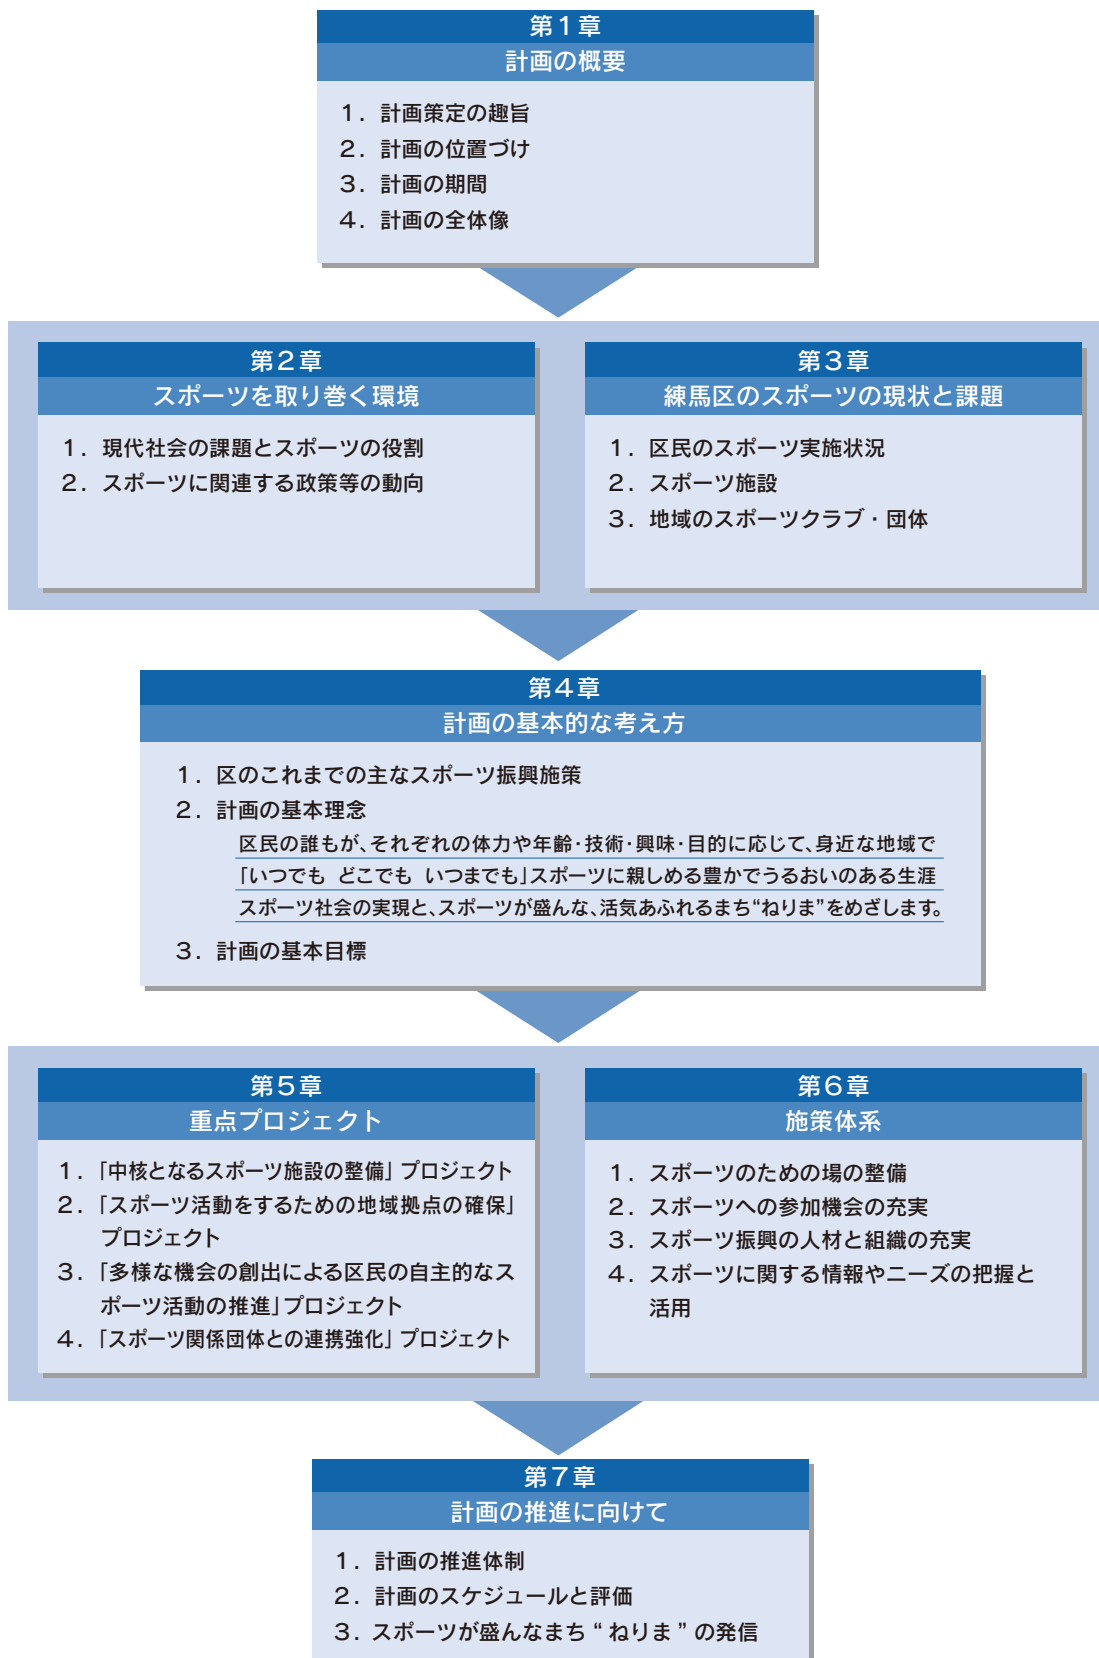 第1章
計画の概要
1. 計画策定の趣旨
2. 計画の位置づけ
3. 計画の期間
4. 計画の全体像
第2章
スポーツを取り巻く環境
1. 現代社会の課題とスポーツの役割
2. スポーツに関連する政策等の動向
第3章
練馬区のスポーツの現状と課題
1. 区民のスポーツ実施状況
2. スポーツ施設
3. 地域のスポーツクラブ・団体
第4章
計画の基本的な考え方
1. 区のこれまでの主なスポーツ振興施策
2. 計画の基本理念
区民の誰もが、それぞれの体力や年齢・技術・興味・目的に応じて、身近な地域で
「いつでも どこでも いつまでも」スポーツに親しめる豊かでうるおいのある生涯
スポーツ社会の実現と、スポーツが盛んな、活気あふれるまち“ねりま”をめざします。
3. 計画の基本目標
第5章
重点プロジェクト
1. 「中核となるスポーツ施設の整備」プロジェクト
2. 「スポーツ活動をするための地域拠点の確保」
プロジェクト
3. 「多様な機会の創出による区民の自主的なス
ポーツ活動の推進」プロジェクト
4. 「スポーツ関係団体との連携強化」プロジェクト
第6章
施策体系
1. スポーツのための場の整備
2. スポーツへの参加機会の充実
3. スポーツ振興の人材と組織の充実
4. スポーツに関する情報やニーズの把握と
活用
第7章
計画の推進に向けて
1. 計画の推進体制
2. 計画のスケジュールと評価
3. スポーツが盛んなまち“ねりま”の発信